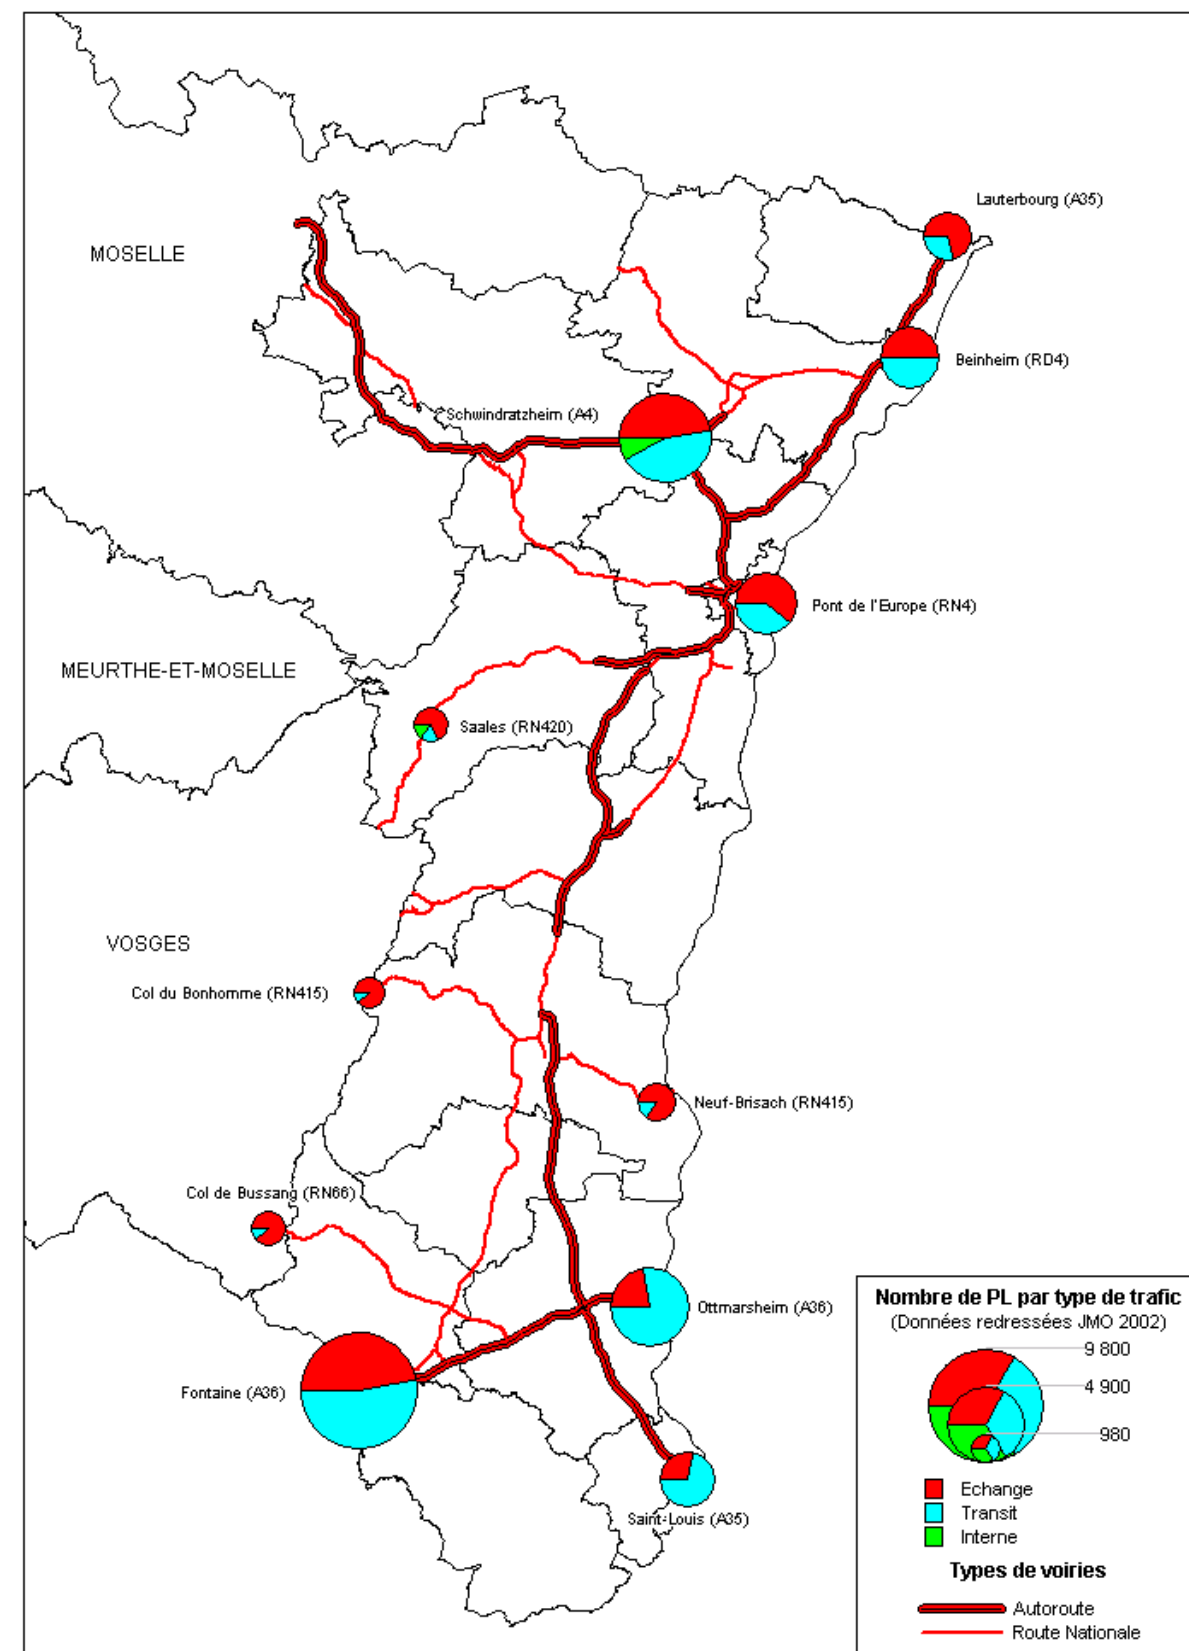 Lauterbourg (A35)
MOSELLE
Beinheim (RD4)
Schwindratzheim (A4)
Pont de l'Europe (RN4)
MEURTHE-ET-MOSELLE
Saales (RN420)
VOSGES
Col du Bonhomme (RN415)
Neuf-Brisach (RN415)
Col de Bussang (RN66)
Ottmarsheim (A36)
Fontaine (A36)
Saint-Louis (A35)
Nombre de PL par type de trafic
(Données redressées JMO 2002)
9 800
4 900
980
Echange
Transit
Interne
Types de voiries
Autoroute
Route Nationale